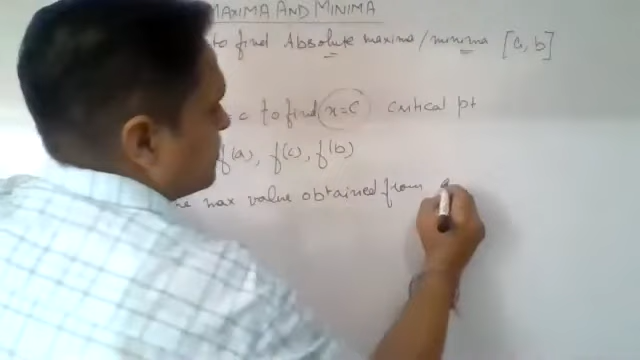 MAXIMA AND MINIMA
to find Absolute maxima/minima [a, b]
c to find x=c critical pt
f(a), f(c), f(b)
max value obtained from